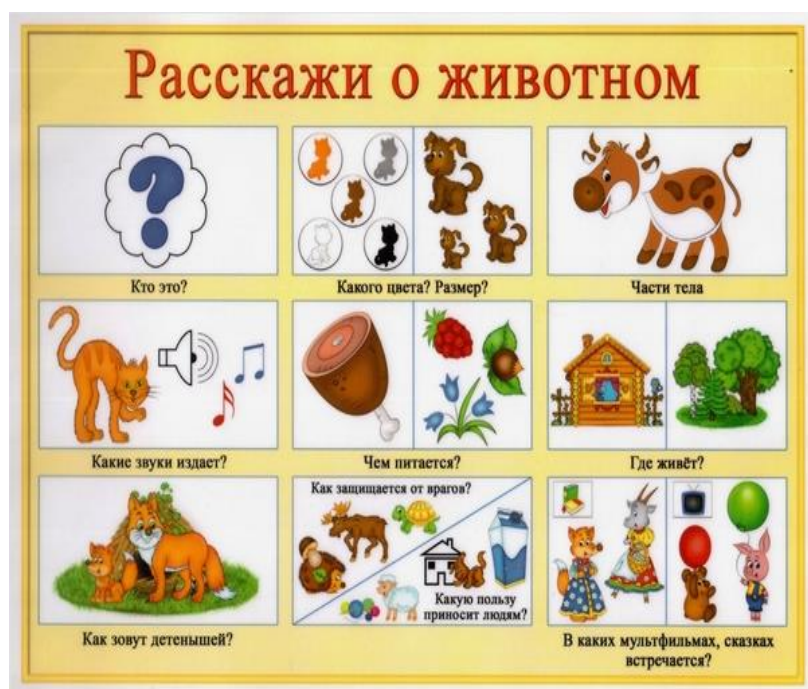 Расскажи о животном
Кто это?
Какого цвета? Размер?
Части тела
Какие звуки издает?
Чем питается?
Где живёт?
Как зовут детенышей?
Как защищается от врагов?
Какую пользу
приносит людям?
В каких мультфильмах, сказках
встречается?